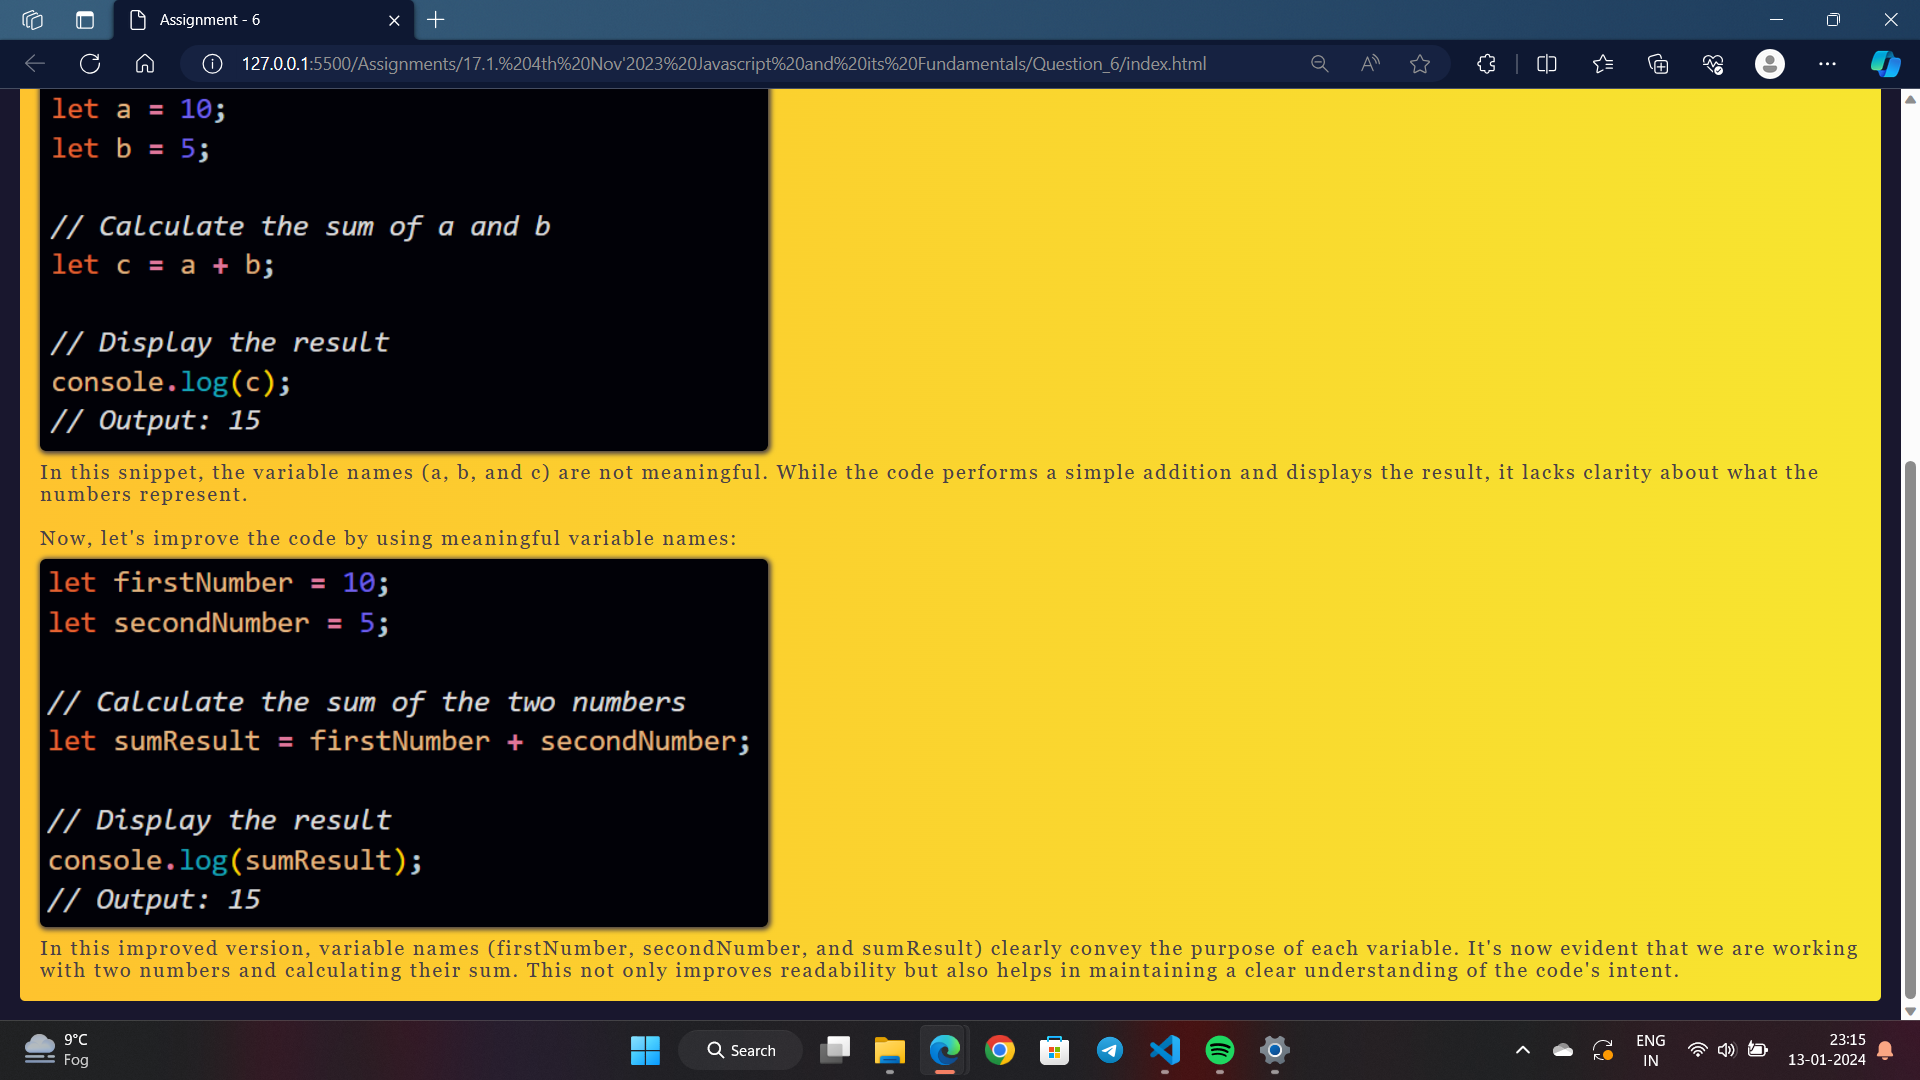 Assignment - 6
127.0.0.1:5500/Assignments/17.1.%204th%20Nov'2023%20Javascript%20and%20its%20Fundamentals/Question_6/index.html
let a = 10;
let b = 5;
// Calculate the sum of a and b
let c = a + b;
// Display the result
console.log(c);
// Output: 15
In this snippet, the variable names (a, b, and c) are not meaningful. While the code performs a simple addition and displays the result, it lacks clarity about what the
numbers represent.
Now, let's improve the code by using meaningful variable names:
let firstNumber = 10;
let secondNumber = 5;
// Calculate the sum of the two numbers
let sumResult = firstNumber + secondNumber;
// Display the result
console.log(sumResult);
// Output: 15
In this improved version, variable names (firstNumber, secondNumber, and sumResult) clearly convey the purpose of each variable. It's now evident that we are working
with two numbers and calculating their sum. This not only improves readability but also helps in maintaining a clear understanding of the code's intent.
9°C
Fog
Search
ENG
IN
23:15
13-01-2024